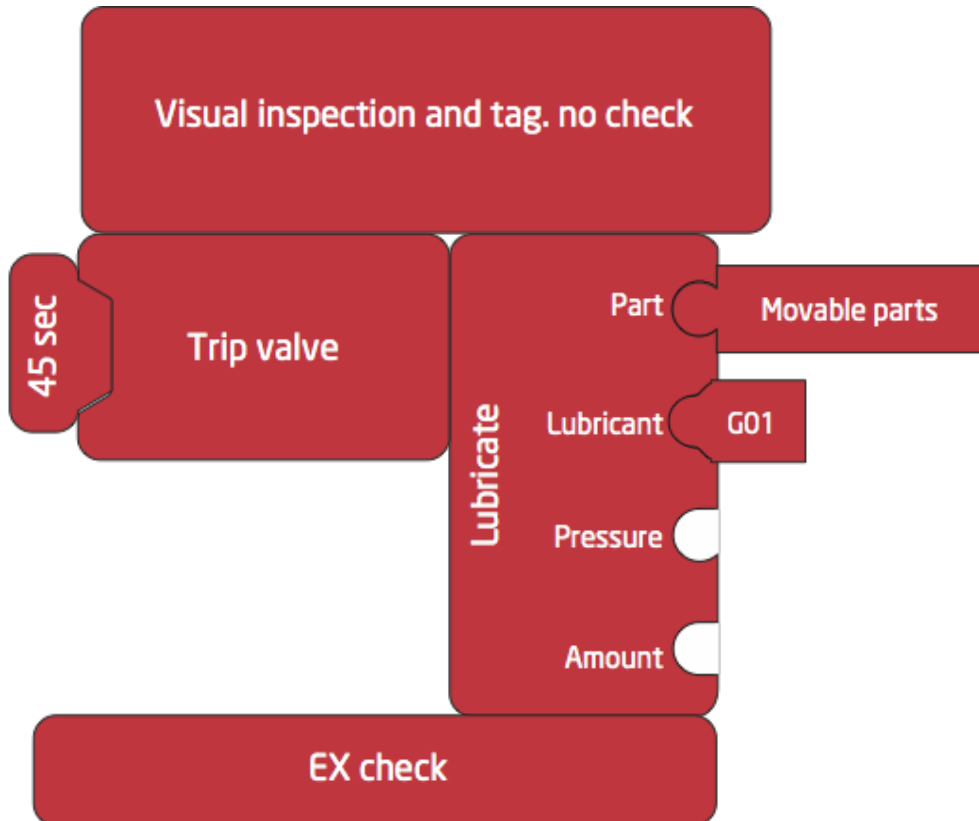 Visual inspection and tag. no check
45 sec
Trip valve
Lubricate
Part
Movable parts
Lubricant
G01
Pressure
Amount
EX check